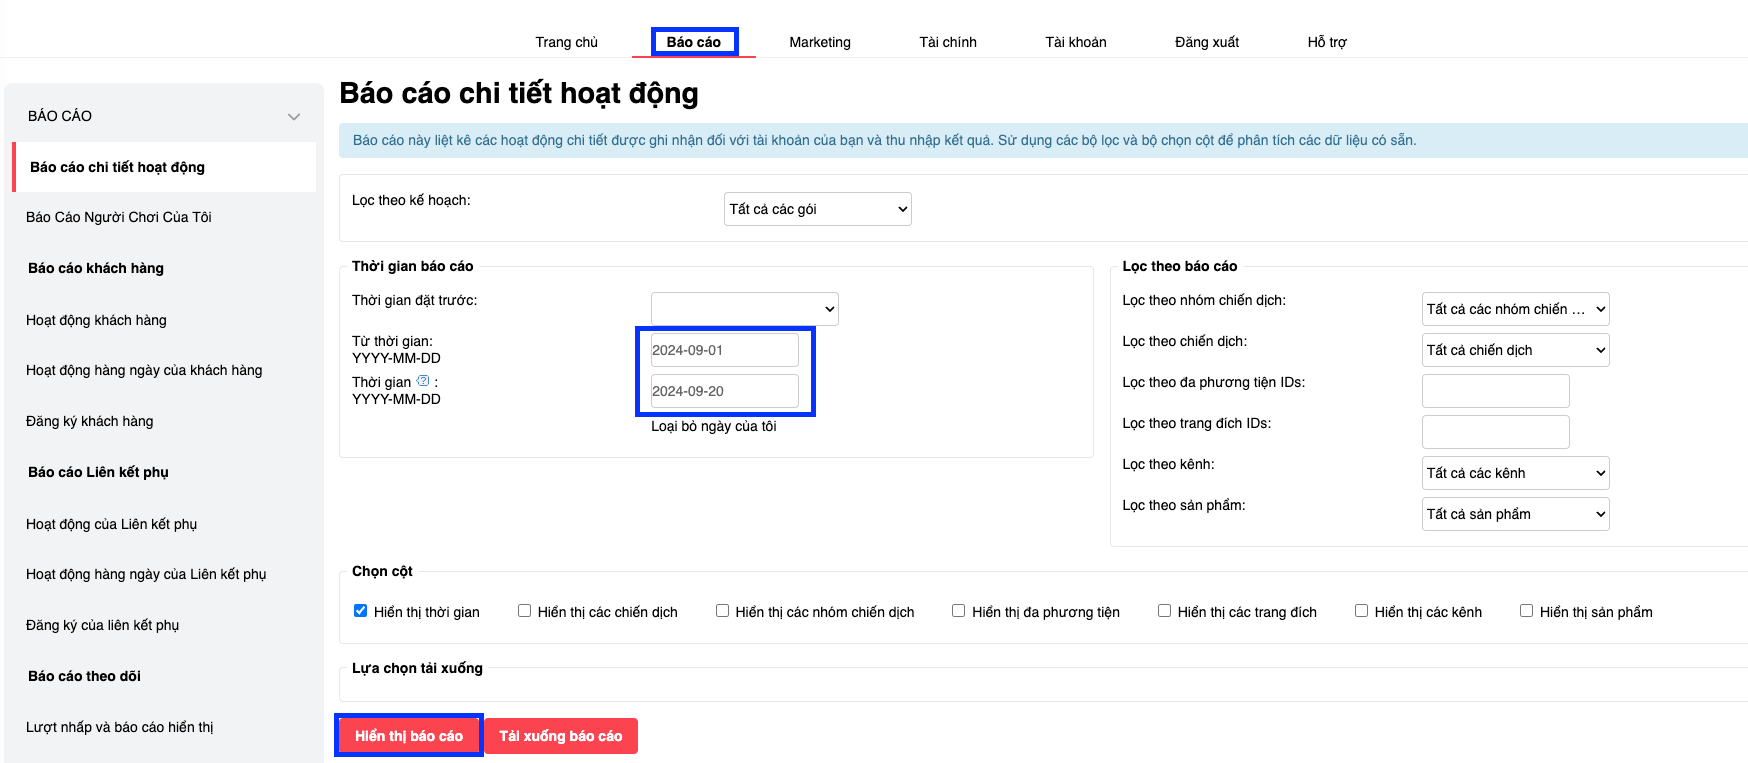 Trang chủ
Báo cáo
Marketing
Tài chính
Tài khoản
Đăng xuất
Hỗ trợ
BÁO CÁO
Báo cáo chi tiết hoạt động
Báo Cáo Người Chơi Của Tôi
Báo cáo khách hàng
Hoạt động khách hàng
Hoạt động hàng ngày của khách hàng
Đăng ký khách hàng
Báo cáo Liên kết phụ
Hoạt động của Liên kết phụ
Hoạt động hàng ngày của Liên kết phụ
Đăng ký của liên kết phụ
Báo cáo theo dõi
Lượt nhấp và báo cáo hiển thị
Báo cáo chi tiết hoạt động
Báo cáo này liệt kê các hoạt động chi tiết được ghi nhận đối với tài khoản của bạn và thu nhập kết quả. Sử dụng các bộ lọc và bộ chọn cột để phân tích các dữ liệu có sẵn.
Lọc theo kế hoạch:
Tất cả các gói
Thời gian báo cáo
Thời gian đặt trước:
Từ thời gian:
YYYY-MM-DD
2024-09-01
Thời gian ? :
YYYY-MM-DD
2024-09-20
Loại bỏ ngày của tôi
Lọc theo báo cáo
Lọc theo nhóm chiến dịch:
Tất cả các nhóm chiến ...
Lọc theo chiến dịch:
Tất cả chiến dịch
Lọc theo đa phương tiện IDs:
Lọc theo trang đích IDs:
Lọc theo kênh:
Tất cả các kênh
Lọc theo sản phẩm:
Tất cả sản phẩm
Chọn cột
Hiển thị thời gian
Hiển thị các chiến dịch
Hiển thị các nhóm chiến dịch
Hiển thị đa phương tiện
Hiển thị các trang đích
Hiển thị các kênh
Hiển thị sản phẩm
Lựa chọn tải xuống
Hiển thị báo cáo
Tải xuống báo cáo